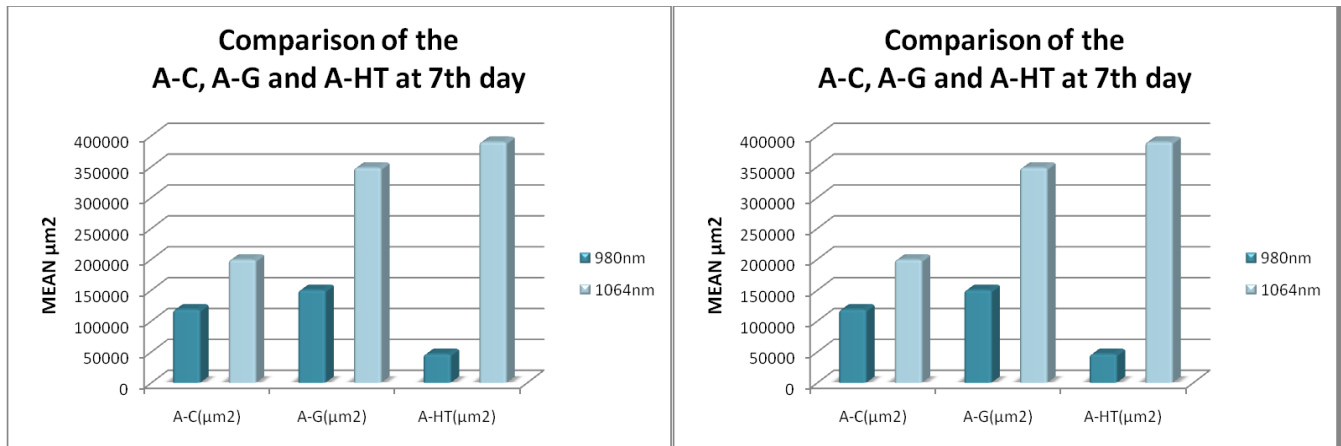 Comparison of the
A-C, A-G and A-HT at 7th day
MEAN µm2
400000
350000
300000
250000
200000
150000
100000
50000
0
A-C(µm2) A-G(µm2) A-HT(µm2)
980nm
1064nm
Comparison of the
A-C, A-G and A-HT at 7th day
MEAN µm2
400000
350000
300000
250000
200000
150000
100000
50000
0
A-C(µm2) A-G(µm2) A-HT(µm2)
980nm
1064nm